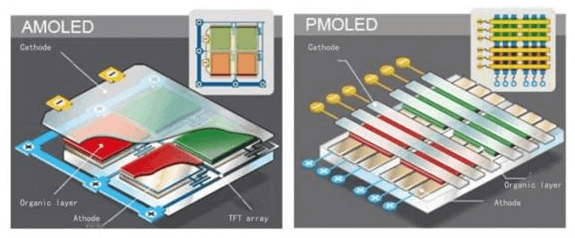 AMOLED
Cathode
Organic layer
Athode
TFT array
PMOLED
Cathode
Organic layer
Athode